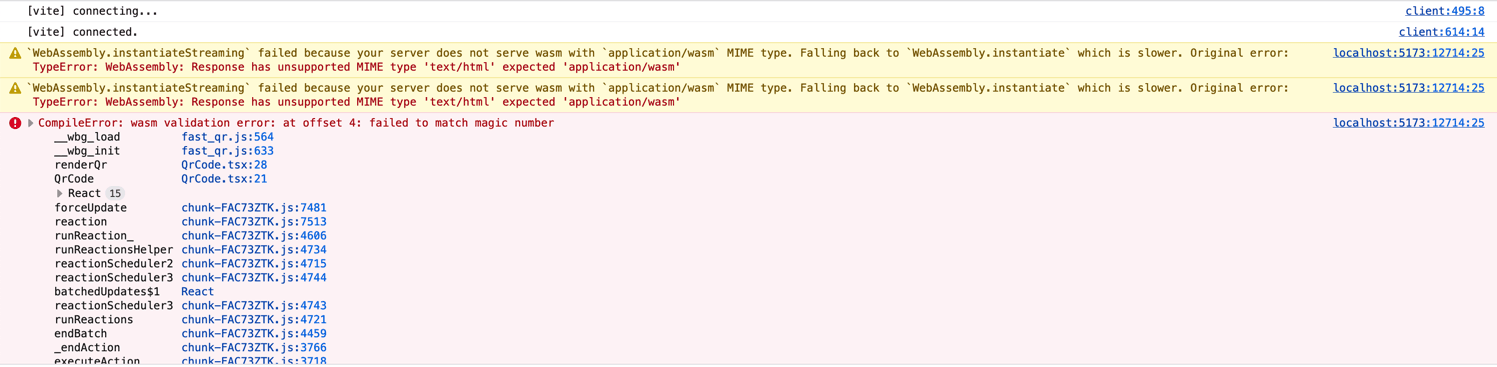 [vite] connecting... client:495:8
[vite] connected. client:614:14
`WebAssembly.instantiateStreaming` failed because your server does not serve wasm with `application/wasm` MIME type. Falling back to `WebAssembly.instantiate` which is slower. Original error: localhost:5173:12714:25
TypeError: WebAssembly: Response has unsupported MIME type 'text/html' expected 'application/wasm'
`WebAssembly.instantiateStreaming` failed because your server does not serve wasm with `application/wasm` MIME type. Falling back to `WebAssembly.instantiate` which is slower. Original error: localhost:5173:12714:25
TypeError: WebAssembly: Response has unsupported MIME type 'text/html' expected 'application/wasm'
CompileError: wasm validation error: at offset 4: failed to match magic number localhost:5173:12714:25
__wbg_load fast_qr.js:564
__wbg_init fast_qr.js:633
renderQr QrCode.tsx:28
QrCode QrCode.tsx:21
React 15
forceUpdate chunk-FAC73ZTK.js:7481
reaction chunk-FAC73ZTK.js:7513
runReaction_ chunk-FAC73ZTK.js:4606
runReactionsHelper chunk-FAC73ZTK.js:4734
reactionScheduler2 chunk-FAC73ZTK.js:4715
reactionScheduler3 chunk-FAC73ZTK.js:4744
batchedUpdates$1 React
reactionScheduler3 chunk-FAC73ZTK.js:4743
runReactions chunk-FAC73ZTK.js:4721
endBatch chunk-FAC73ZTK.js:4459
_endAction chunk-FAC73ZTK.js:3766
executeAction chunk-FAC73ZTK.js:3718